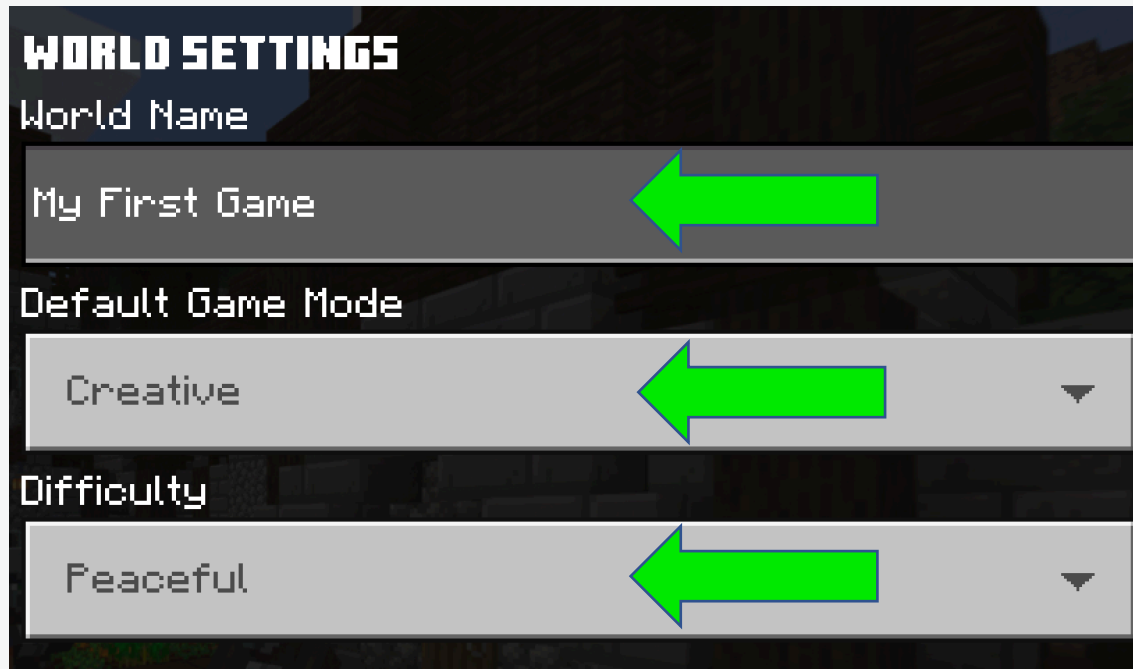 WORLD SETTINGS
World Name
My First Game
Default Game Mode
Creative
Difficulty
Peaceful